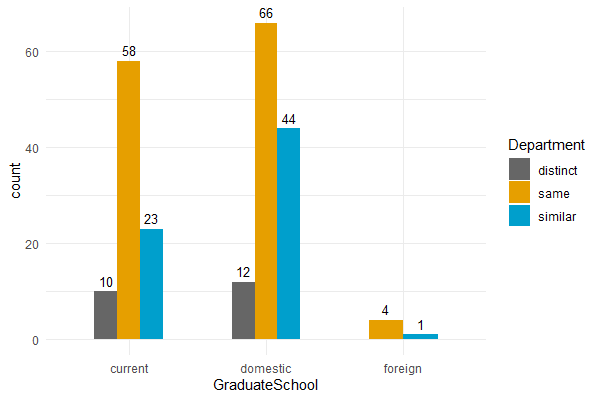 66
60
58
44
40
23
20
12
10
4
1
0
count
current
domestic
foreign
GraduateSchool
Department
distinct
same
similar